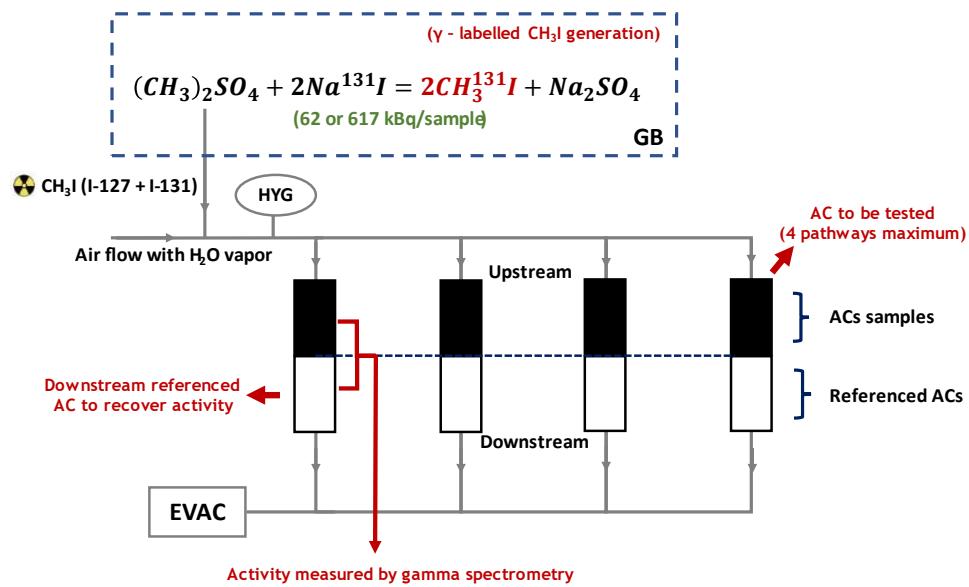 (γ - labelled CH₃I generation)
(CH₃)₂SO₄ + 2Na¹³¹I = 2CH₃¹³¹I + Na₂SO₄
(62 or 617 kBq/sample)
GB
CH₃I (I-127 + I-131)
HYG
AC to be tested
(4 pathways maximum)
Air flow with H₂O vapor
Upstream
ACs samples
Downstream referenced
AC to recover activity
Referenced ACs
Downstream
EVAC
Activity measured by gamma spectrometry